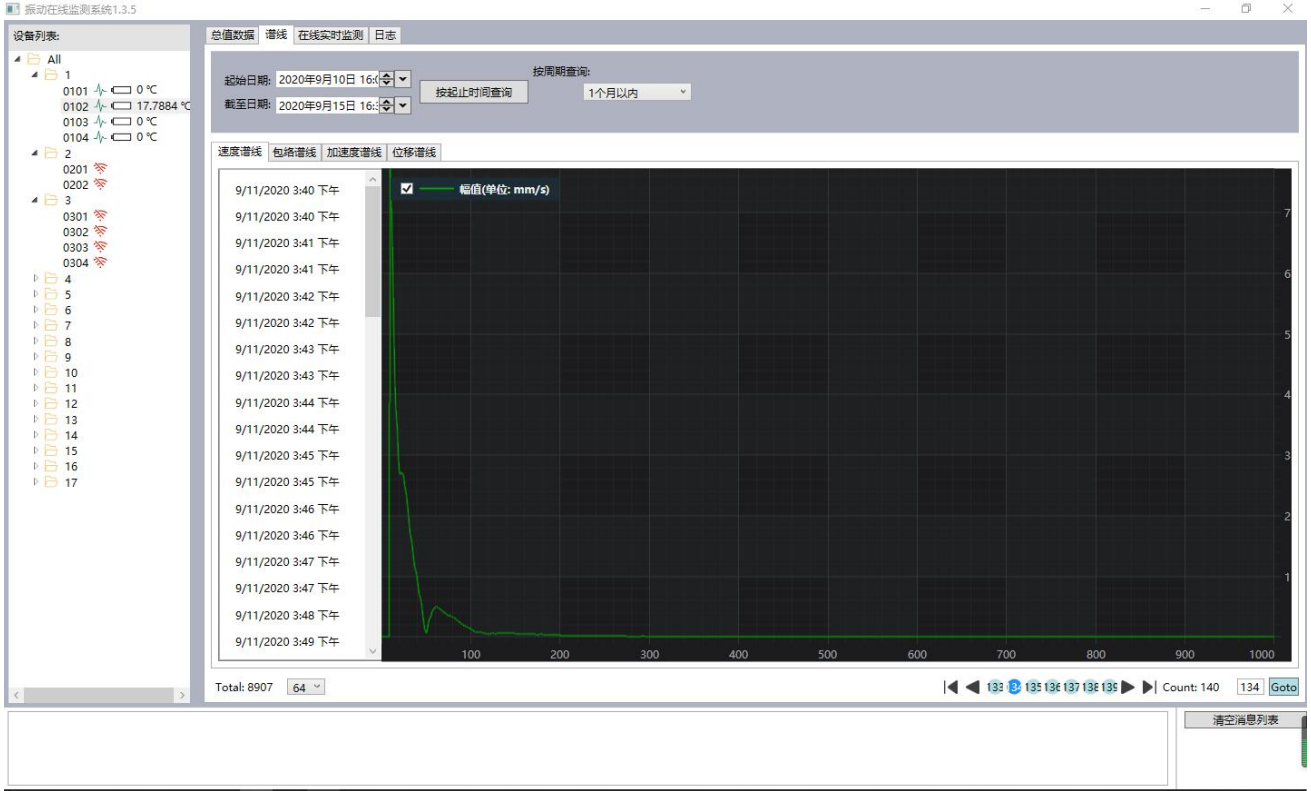 振动在线监测系统1.3.5
设备列表:
总值数据 谱线 在线实时监测 日志
All
1
0101 0 ℃
0102 17.7884 ℃
0103 0 ℃
0104 0 ℃
2
0201
0202
3
0301
0302
0303
0304
4
5
6
7
8
9
10
11
12
13
14
15
16
17
起始日期: 2020年9月10日 16:
截至日期: 2020年9月15日 16:
按起止时间查询
按周期查询:
1个月以内
速度谱线 包络谱线 加速度谱线 位移谱线
9/11/2020 3:40 下午
9/11/2020 3:40 下午
9/11/2020 3:41 下午
9/11/2020 3:41 下午
9/11/2020 3:42 下午
9/11/2020 3:42 下午
9/11/2020 3:43 下午
9/11/2020 3:43 下午
9/11/2020 3:44 下午
9/11/2020 3:44 下午
9/11/2020 3:45 下午
9/11/2020 3:45 下午
9/11/2020 3:46 下午
9/11/2020 3:46 下午
9/11/2020 3:47 下午
9/11/2020 3:47 下午
9/11/2020 3:48 下午
9/11/2020 3:49 下午
幅值(单位: mm/s)
7
6
5
4
3
2
1
100 200 300 400 500 600 700 800 900 1000
Total: 8907 64 133 134 135 136 137 138 139 Count: 140 134 Goto
清空消息列表